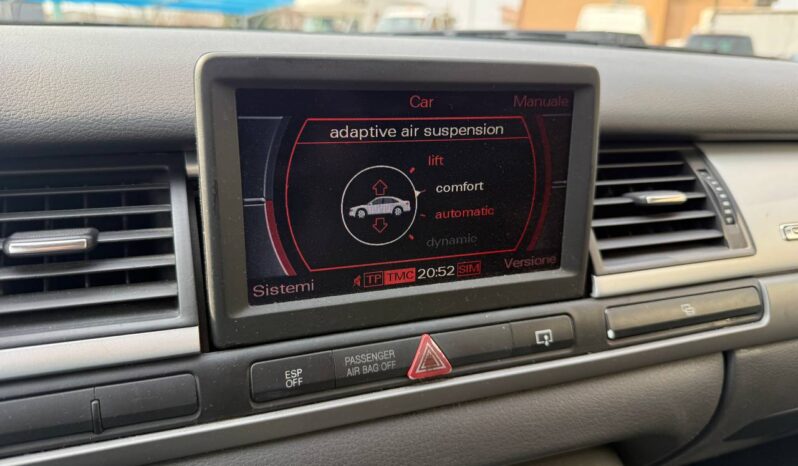 Car
Manuale
adaptive air suspension
lift
comfort
automatic
dynamic
Sistemi
TP TMC 20:52 SIM
Versione
ESP
OFF
PASSENGER
AIR BAG OFF